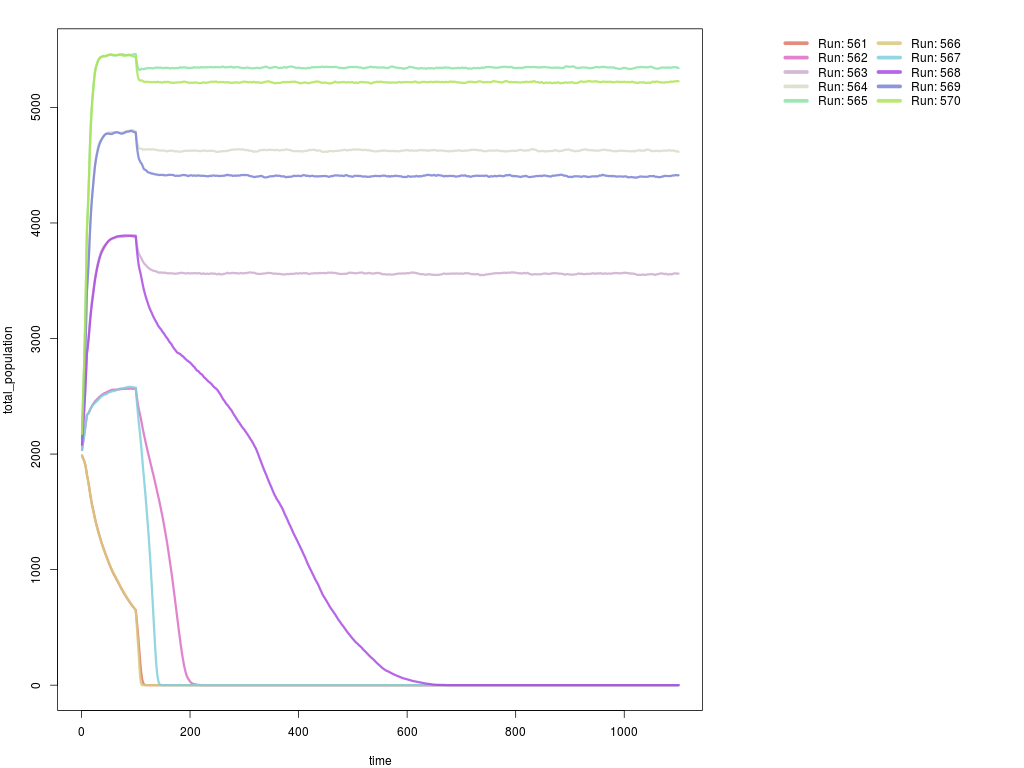 total_population
5000
4000
3000
2000
1000
0
0 200 400 600 800 1000
time
Run: 561 Run: 566
Run: 562 Run: 567
Run: 563 Run: 568
Run: 564 Run: 569
Run: 565 Run: 570